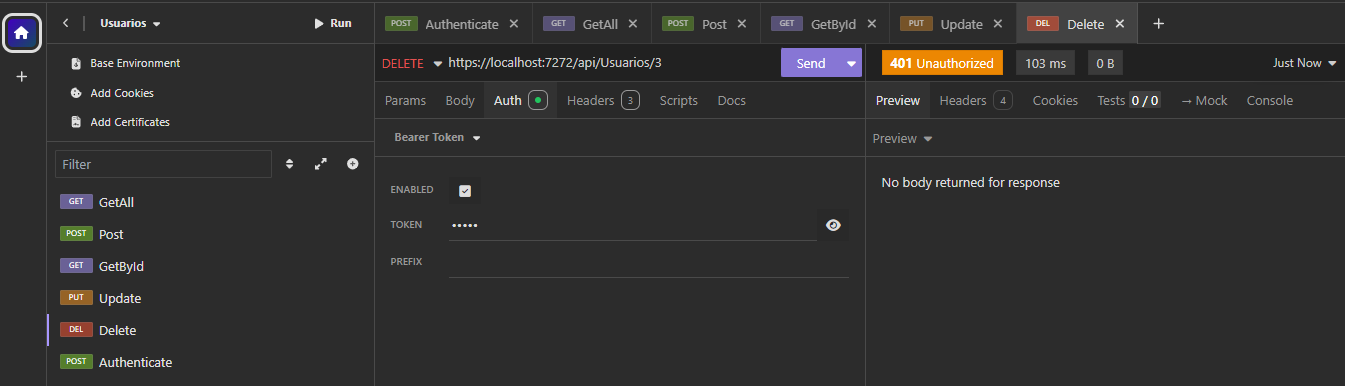 Usuarios
Run
Base Environment
Add Cookies
Add Certificates
Filter
GET GetAll
POST Post
GET GetById
PUT Update
DEL Delete
POST Authenticate
POST Authenticate
GET GetAll
POST Post
GET GetById
PUT Update
DEL Delete
DELETE https://localhost:7272/api/Usuarios/3 Send
Params Body Auth Headers 3 Scripts Docs
Bearer Token
ENABLED
TOKEN •••••
PREFIX
401 Unauthorized 103 ms 0 B Just Now
Preview Headers 4 Cookies Tests 0 / 0 → Mock Console
Preview
No body returned for response